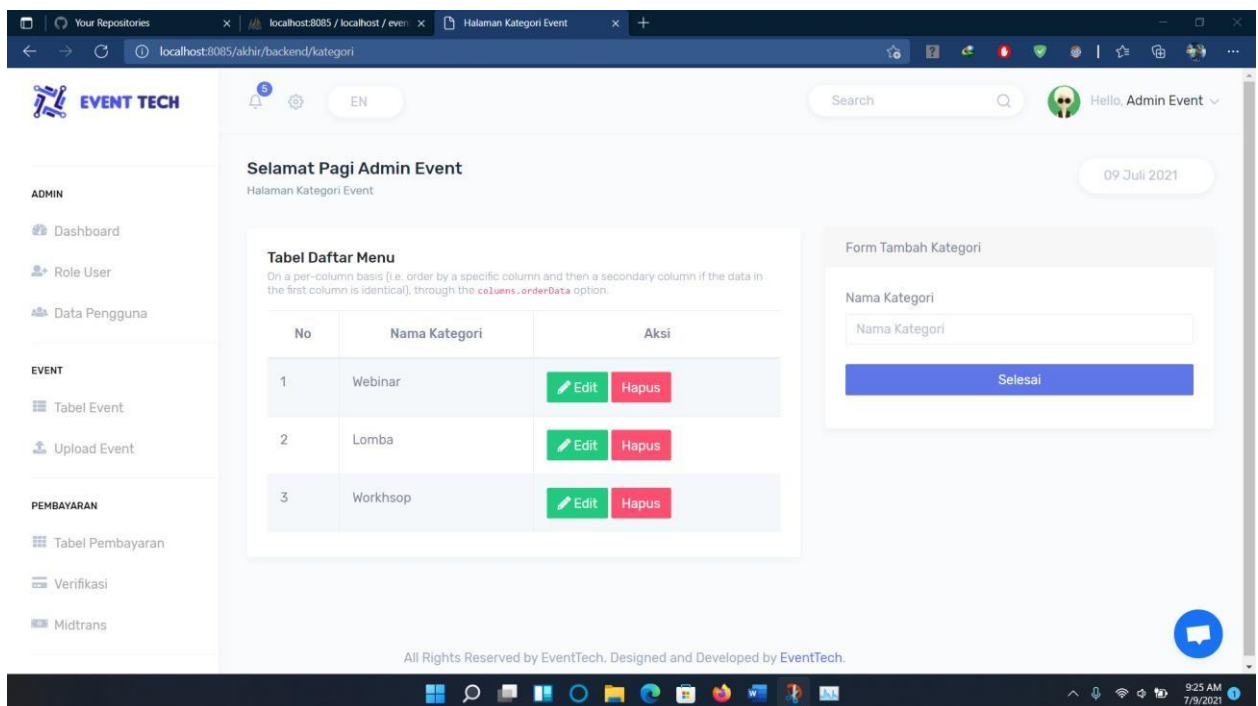 Your Repositories
localhost:8085 / localhost / even
Halaman Kategori Event
localhost:8085/akhir/backend/kategori
EVENT TECH
5
EN
Search
Hello, Admin Event
Selamat Pagi Admin Event
Halaman Kategori Event
09 Juli 2021
ADMIN
Dashboard
Role User
Data Pengguna
EVENT
Tabel Event
Upload Event
PEMBAYARAN
Tabel Pembayaran
Verifikasi
Midtrans
Tabel Daftar Menu
On a per-column basis (i.e. order by a specific column and then a secondary column if the data in
the first column is identical), through the columns.orderData option.
No Nama Kategori Aksi
1 Webinar Edit Hapus
2 Lomba Edit Hapus
3 Workhsop Edit Hapus
Form Tambah Kategori
Nama Kategori
Nama Kategori
Selesai
All Rights Reserved by EventTech. Designed and Developed by EventTech.
9:25 AM
7/9/2021
1